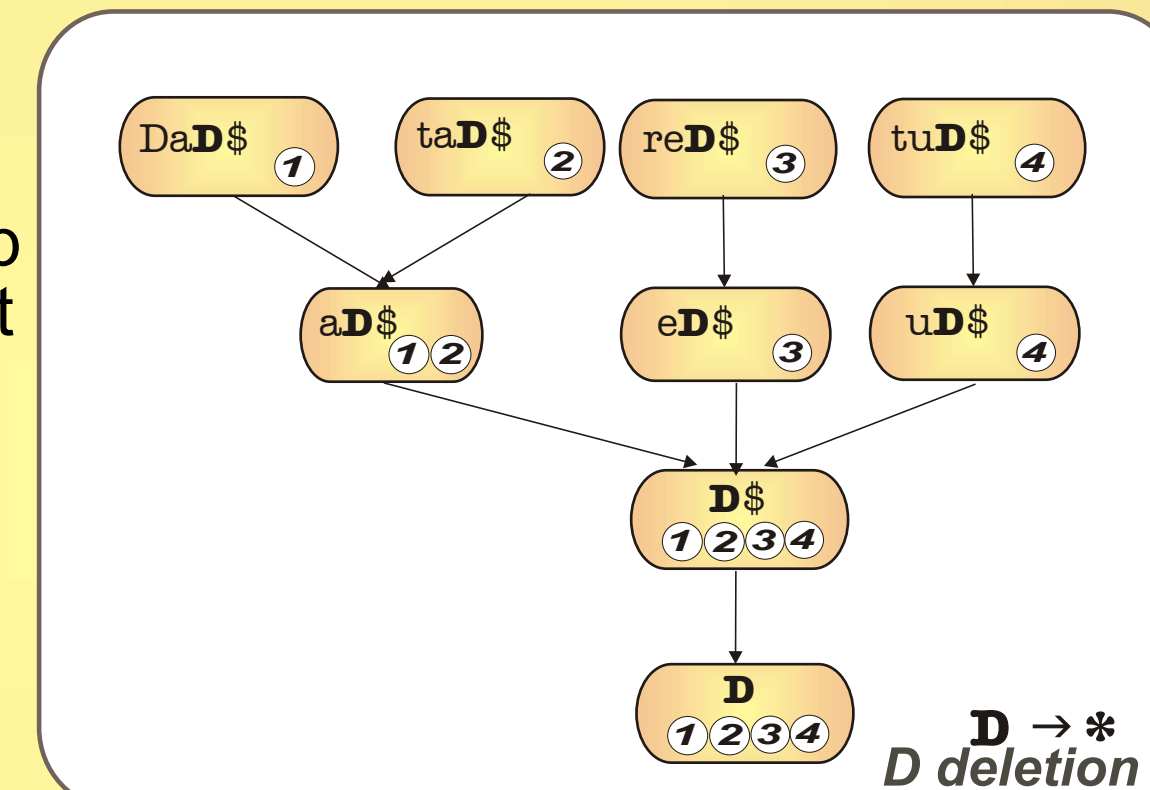 DaD$ 1
taD$ 2
reD$ 3
tuD$ 4
aD$ 1 2
eD$ 3
uD$ 4
D$
1 2 3 4
D
1 2 3 4
D → *
D deletion